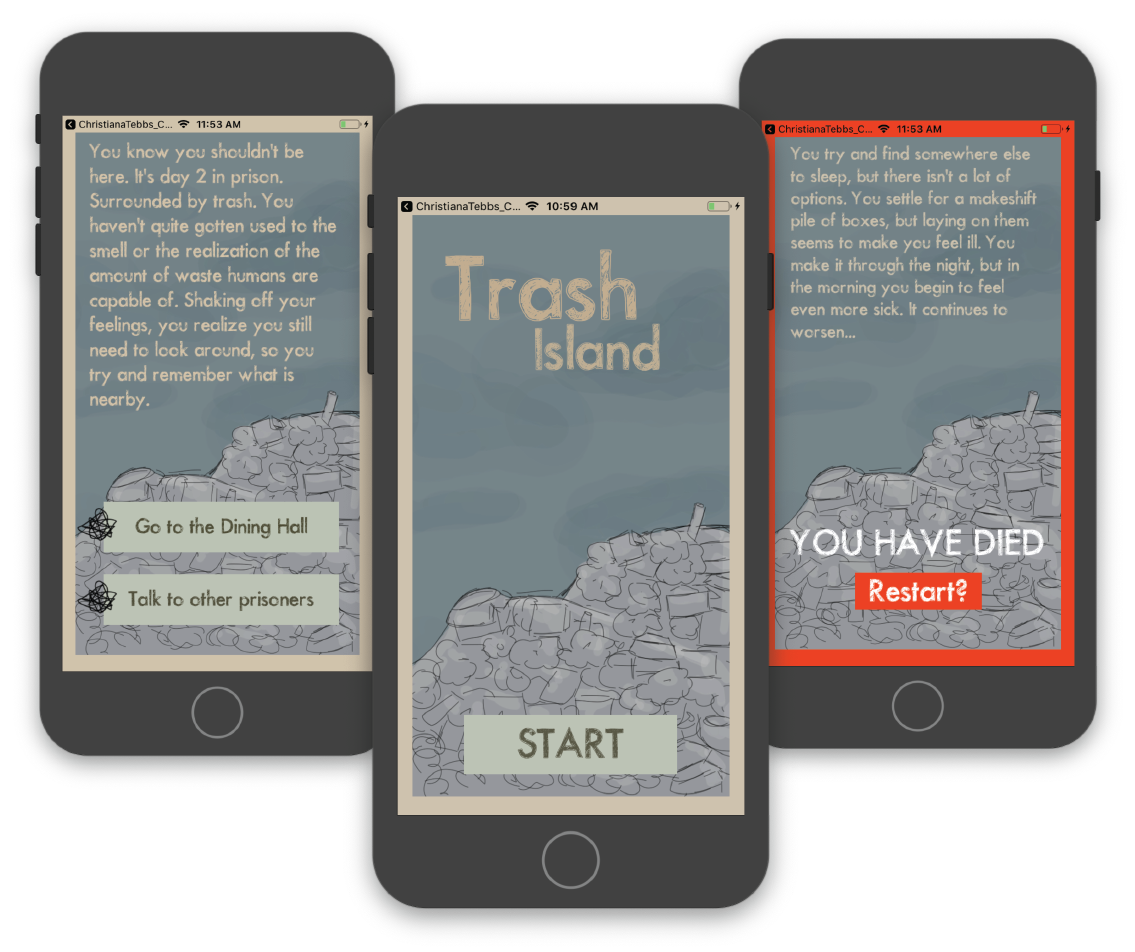 ChristianaTebbs_C... 11:53 AM
You know you shouldn't be
here. It's day 2 in prison.
Surrounded by trash. You
haven't quite gotten used to the
smell or the realization of the
amount of waste humans are
capable of. Shaking off your
feelings, you realize you still
need to look around, so you
try and remember what is
nearby.
Go to the Dining Hall
Talk to other prisoners
ChristianaTebbs_C... 10:59 AM
Trash
Island
START
ChristianaTebbs_C... 11:53 AM
You try and find somewhere else
to sleep, but there isn't a lot of
options. You settle for a makeshift
pile of boxes, but laying on them
seems to make you feel ill. You
make it through the night, but in
the morning you begin to feel
even more sick. It continues to
worsen...
YOU HAVE DIED
Restart?